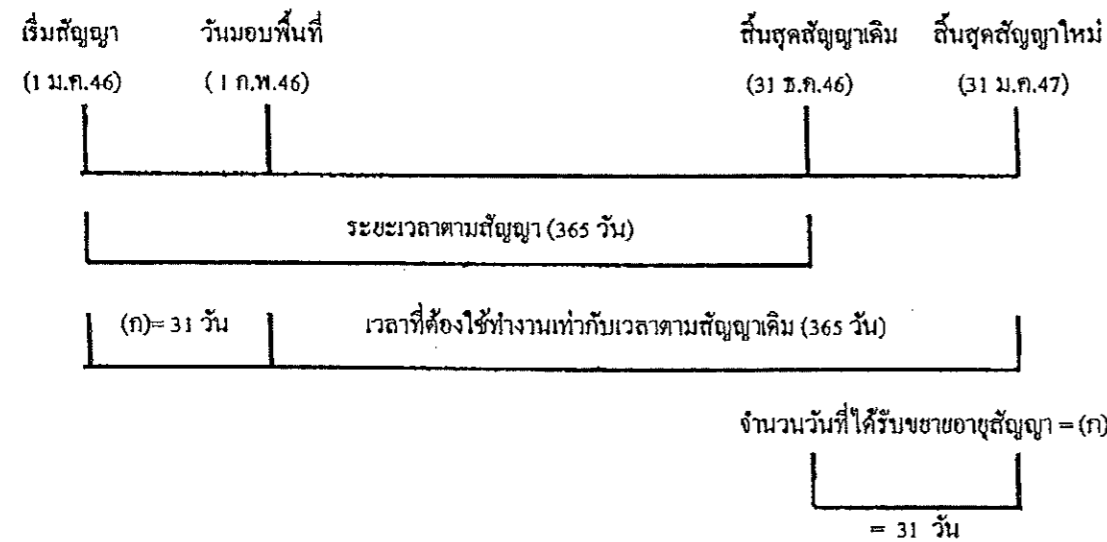 เริ่มสัญญา วันมอบพื้นที่ สิ้นสุดสัญญาเดิม สิ้นสุดสัญญาใหม่
(1 ม.ค.46) ( 1 ก.พ.46) (31 ธ.ค.46) (31 ม.ค.47)
ระยะเวลาตามสัญญา (365 วัน)
(ก)= 31 วัน เวลาที่ต้องใช้ทำงานเท่ากับเวลาตามสัญญาเดิม (365 วัน)
จำนวนวันที่ได้รับขยายอายุสัญญา = (ก)
= 31 วัน